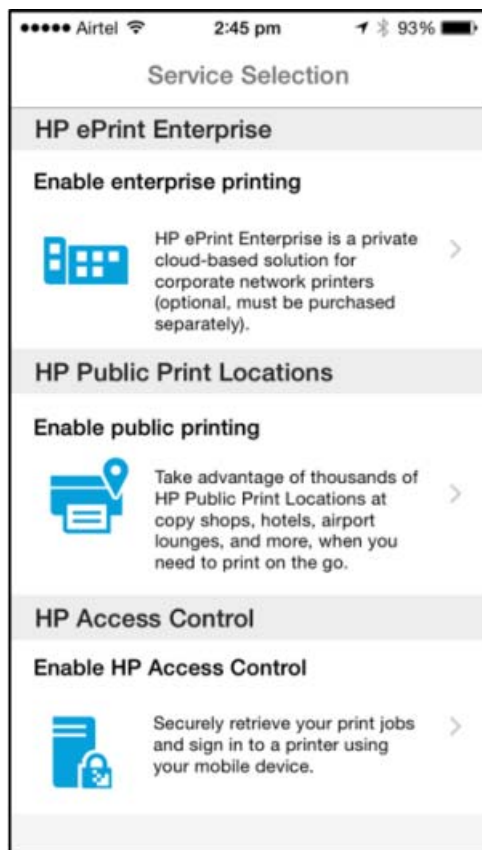 Airtel 2:45 pm 93%
Service Selection
HP ePrint Enterprise
Enable enterprise printing
HP ePrint Enterprise is a private
cloud-based solution for
corporate network printers
(optional, must be purchased
separately).
HP Public Print Locations
Enable public printing
Take advantage of thousands of
HP Public Print Locations at
copy shops, hotels, airport
lounges, and more, when you
need to print on the go.
HP Access Control
Enable HP Access Control
Securely retrieve your print jobs
and sign in to a printer using
your mobile device.